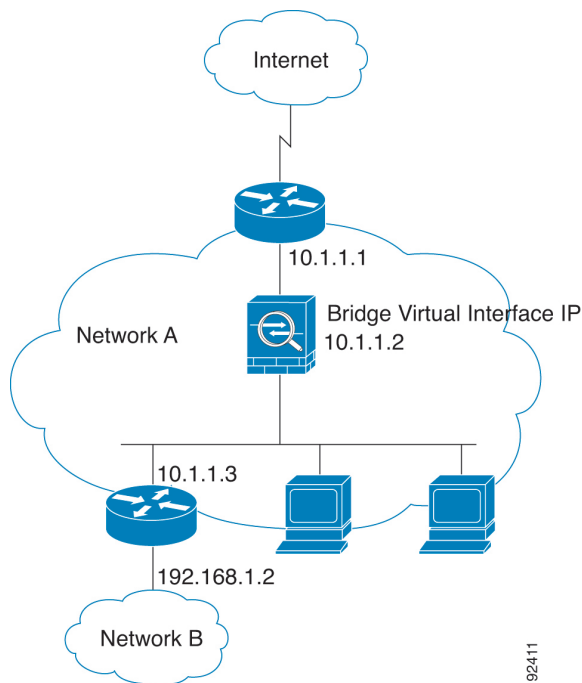 Internet
10.1.1.1
Bridge Virtual Interface IP
10.1.1.2
Network A
10.1.1.3
192.168.1.2
Network B
92411